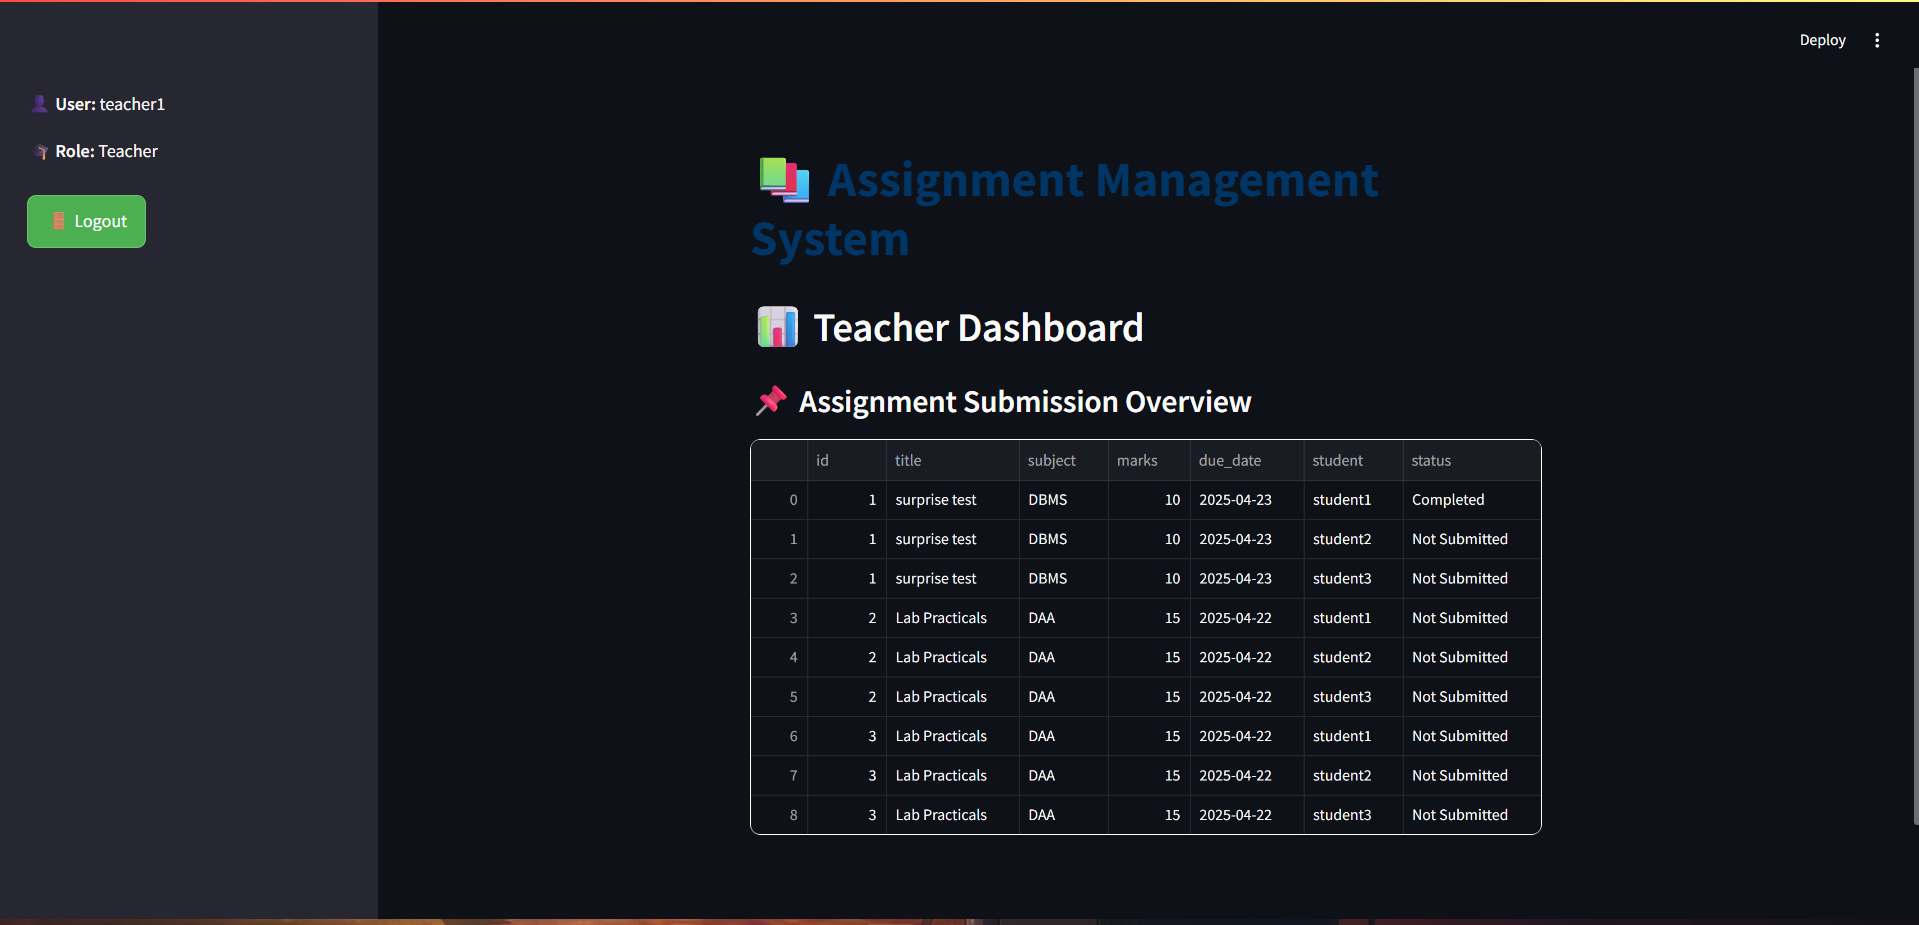 Deploy
User: teacher1
Role: Teacher
Logout
Assignment Management
System
Teacher Dashboard
Assignment Submission Overview
id title subject marks due_date student status
0 1 surprise test DBMS 10 2025-04-23 student1 Completed
1 1 surprise test DBMS 10 2025-04-23 student2 Not Submitted
2 1 surprise test DBMS 10 2025-04-23 student3 Not Submitted
3 2 Lab Practicals DAA 15 2025-04-22 student1 Not Submitted
4 2 Lab Practicals DAA 15 2025-04-22 student2 Not Submitted
5 2 Lab Practicals DAA 15 2025-04-22 student3 Not Submitted
6 3 Lab Practicals DAA 15 2025-04-22 student1 Not Submitted
7 3 Lab Practicals DAA 15 2025-04-22 student2 Not Submitted
8 3 Lab Practicals DAA 15 2025-04-22 student3 Not Submitted